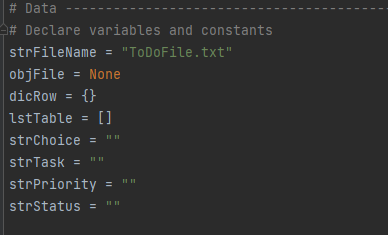 # Data ----------------------------------------
# Declare variables and constants
strFileName = "ToDoFile.txt"
objFile = None
dicRow = {}
lstTable = []
strChoice = ""
strTask = ""
strPriority = ""
strStatus = ""